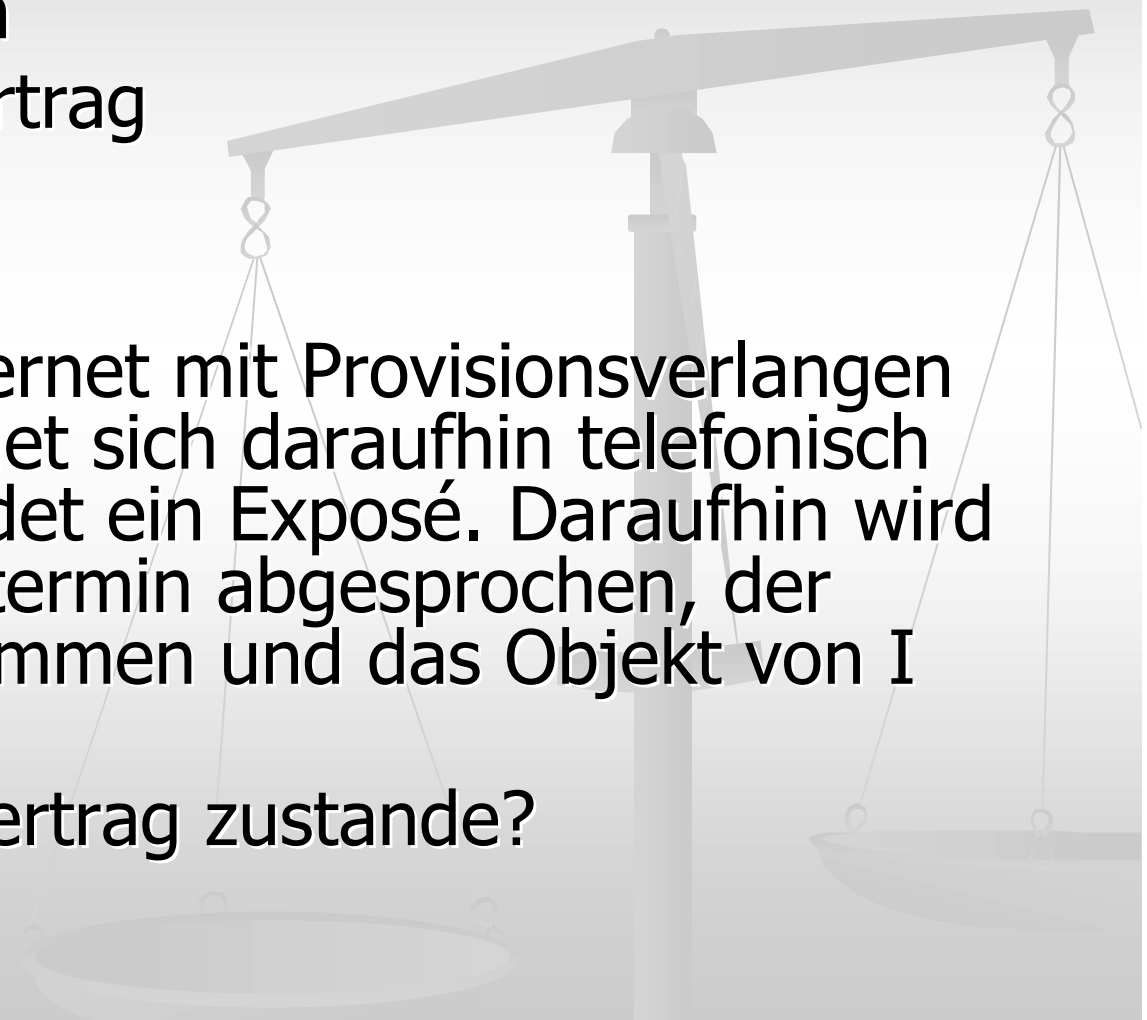 rtrag
ernet mit Provisionsverlangen
et sich daraufhin telefonisch
det ein Exposé. Daraufhin wird
termin abgesprochen, der
mmen und das Objekt von I
ertrag zustande?